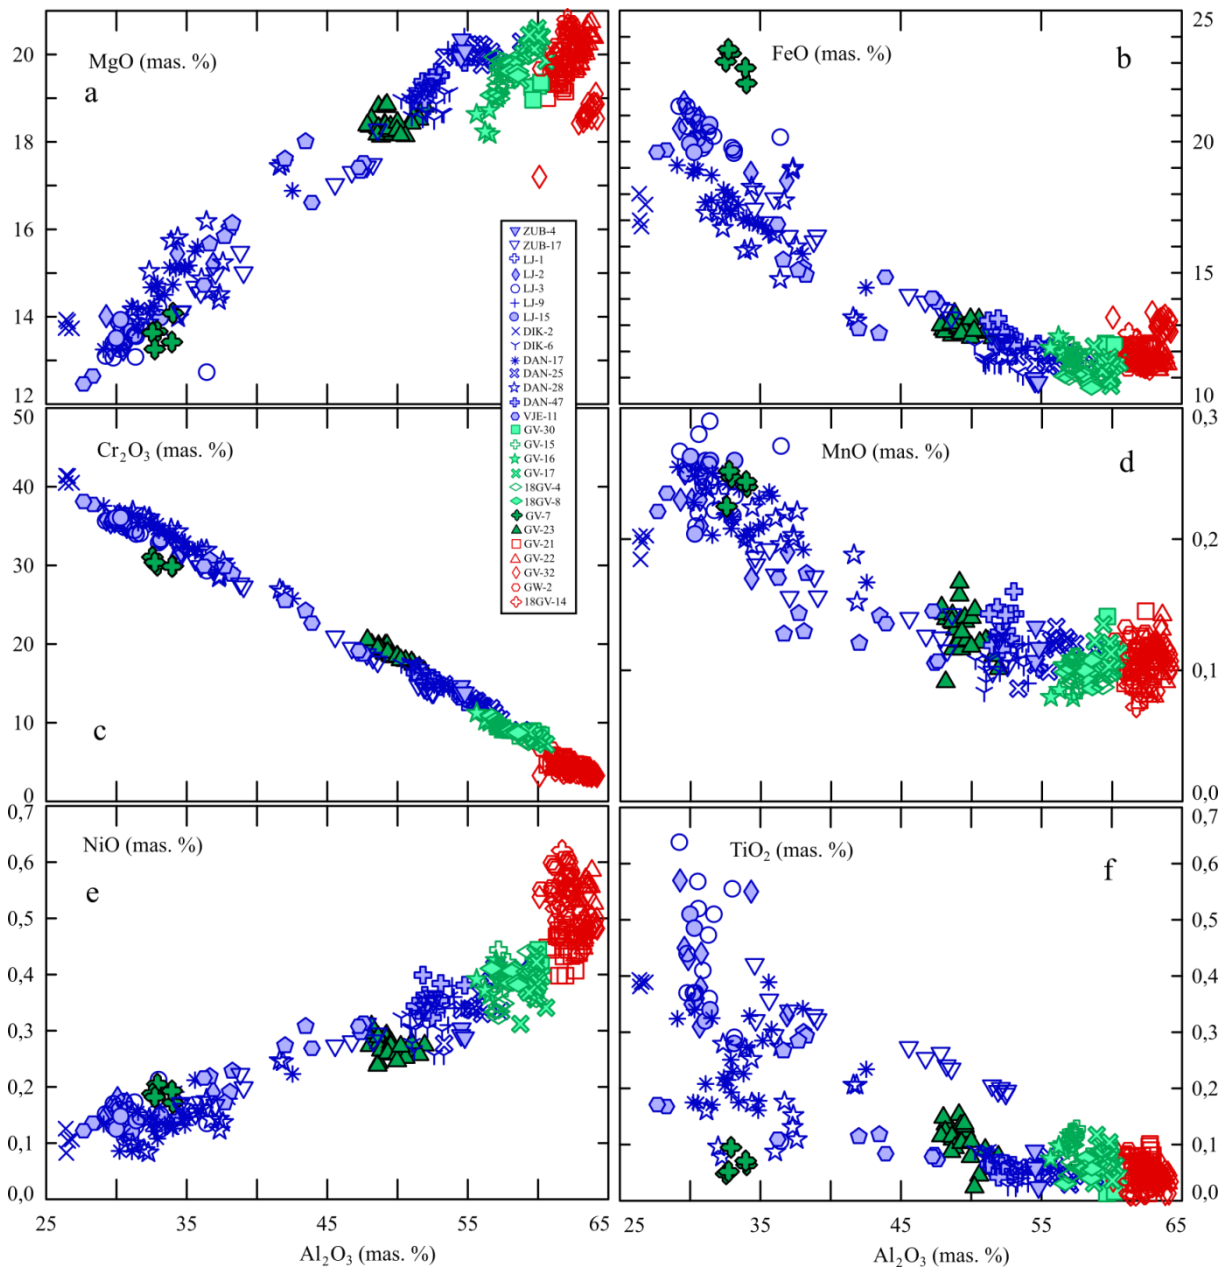 20
18
16
14
12
MgO (mas. %)
a
25
20
15
10
FeO (mas. %)
b
ZUB-4
ZUB-17
LJ-1
LJ-2
LJ-3
LJ-9
LJ-15
DIK-2
DIK-6
DAN-17
DAN-25
DAN-28
DAN-47
VJE-11
GV-30
GV-15
GV-16
GV-17
18GV-4
18GV-8
GV-7
GV-23
GV-21
GV-22
GV-32
GW-2
18GV-14
50
40
30
20
10
0
Cr₂O₃ (mas. %)
c
0,3
0,2
0,1
0,0
MnO (mas. %)
d
0,7
0,6
0,5
0,4
0,3
0,2
0,1
0,0
NiO (mas. %)
e
25 35 45 55 65
Al₂O₃ (mas. %)
0,7
0,6
0,5
0,4
0,3
0,2
0,1
0,0
TiO₂ (mas. %)
f
25 35 45 55 65
Al₂O₃ (mas. %)